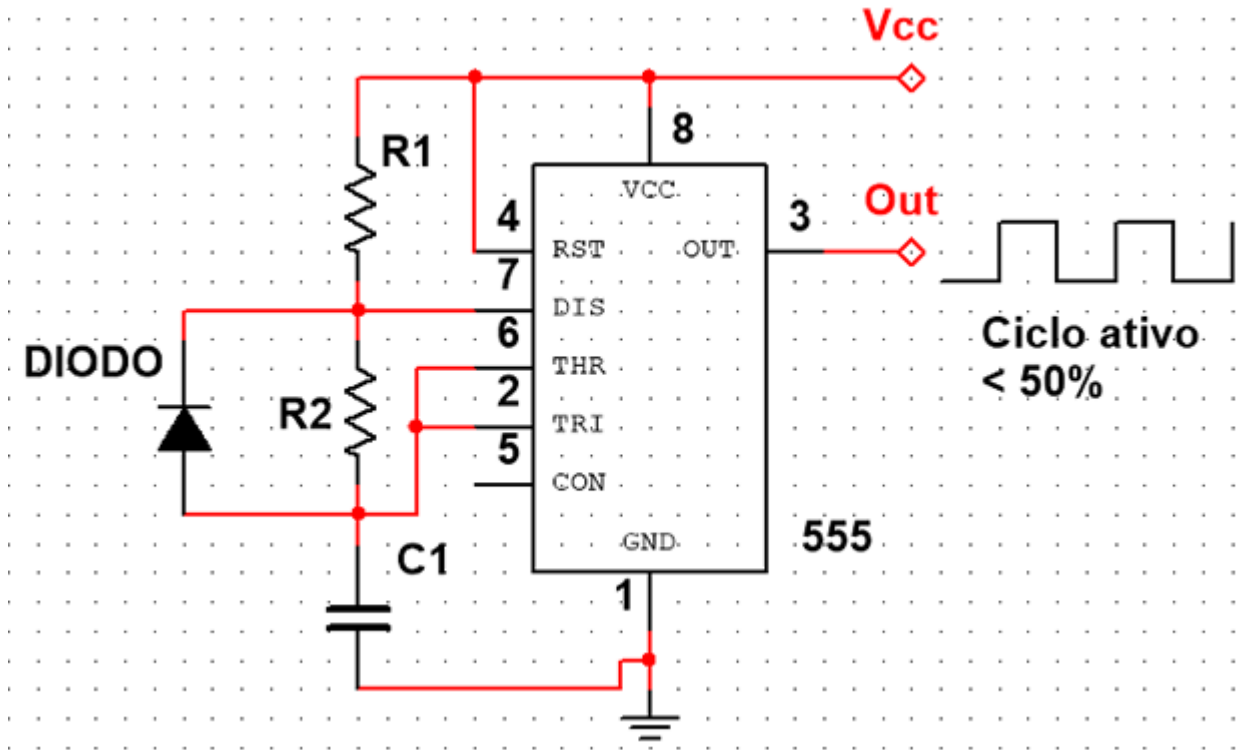 Vcc
R1
8
VCC
4
RST
OUT
3
Out
7
DIS
6
THR
2
TRI
5
CON
DIODO
R2
Ciclo ativo
< 50%
C1
GND
555
1